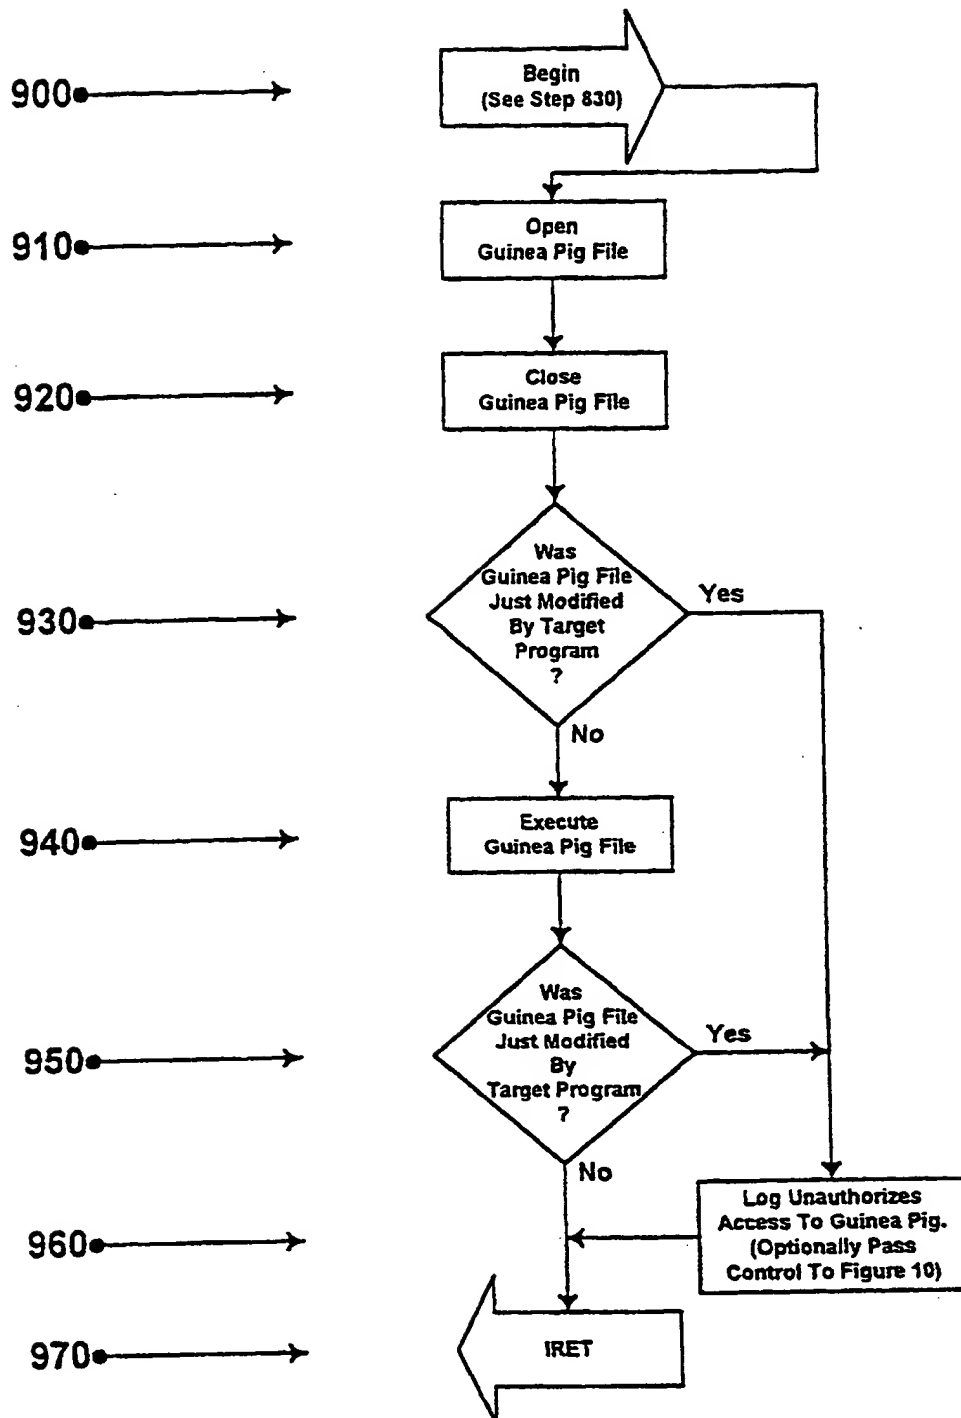 900
Begin
(See Step 830)
910
Open
Guinea Pig File
920
Close
Guinea Pig File
930
Was
Guinea Pig File
Just Modified
By Target
Program
?
Yes
No
940
Execute
Guinea Pig File
950
Was
Guinea Pig File
Just Modified
By
Target Program
?
Yes
No
960
Log Unauthorizes
Access To Guinea Pig.
(Optionally Pass
Control To Figure 10)
970
IRET